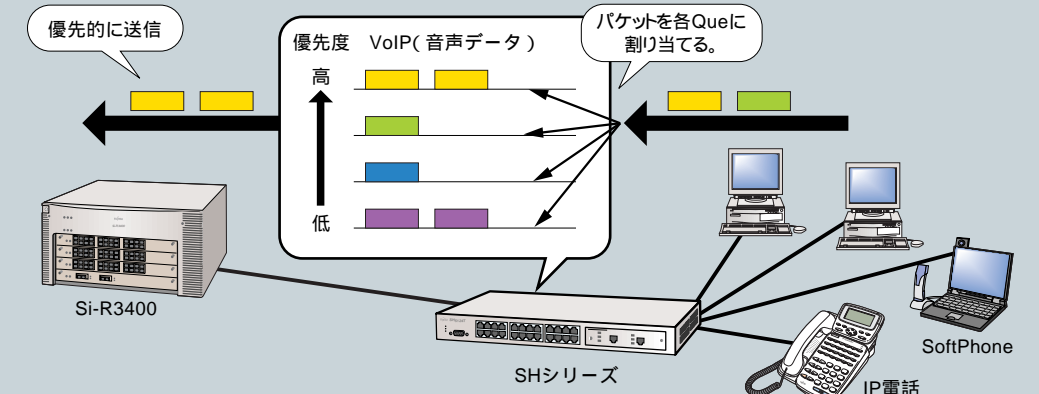 優先的に送信
優先度 VoIP(音声データ)
パケットを各Queに
割り当てる。
高
低
Si-R3400
SHシリーズ
SoftPhone
IP電話